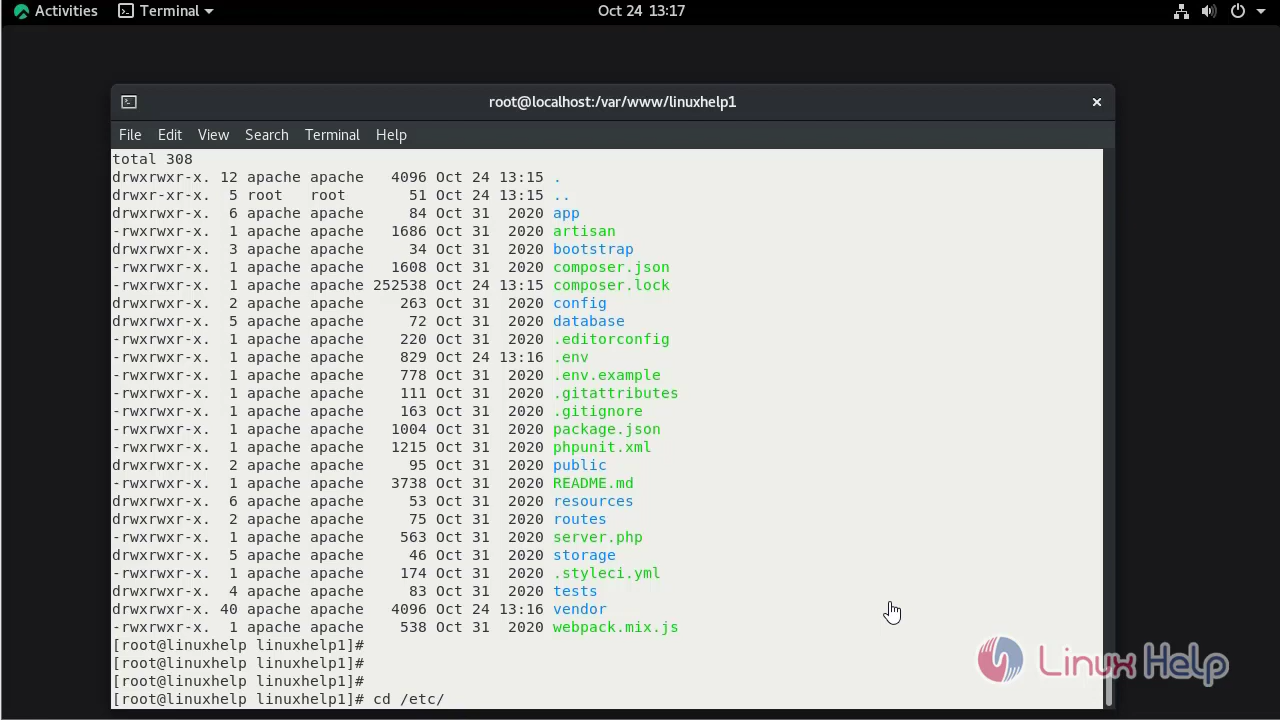 Activities Terminal Oct 24 13:17
root@localhost:/var/www/linuxhelp1
File Edit View Search Terminal Help
total 308
drwxrwxr-x. 12 apache apache   4096 Oct 24 13:15 .
drwxr-xr-x.  5 root   root       51 Oct 24 13:15 ..
drwxrwxr-x.  6 apache apache     84 Oct 31  2020 app
-rwxrwxr-x.  1 apache apache   1686 Oct 31  2020 artisan
drwxrwxr-x.  3 apache apache     34 Oct 31  2020 bootstrap
-rwxrwxr-x.  1 apache apache   1608 Oct 31  2020 composer.json
-rwxrwxr-x.  1 apache apache 252538 Oct 24 13:15 composer.lock
drwxrwxr-x.  2 apache apache    263 Oct 31  2020 config
drwxrwxr-x.  5 apache apache     72 Oct 31  2020 database
-rwxrwxr-x.  1 apache apache    220 Oct 31  2020 .editorconfig
-rwxrwxr-x.  1 apache apache    829 Oct 24 13:16 .env
-rwxrwxr-x.  1 apache apache    778 Oct 31  2020 .env.example
-rwxrwxr-x.  1 apache apache    111 Oct 31  2020 .gitattributes
-rwxrwxr-x.  1 apache apache    163 Oct 31  2020 .gitignore
-rwxrwxr-x.  1 apache apache   1004 Oct 31  2020 package.json
-rwxrwxr-x.  1 apache apache   1215 Oct 31  2020 phpunit.xml
drwxrwxr-x.  2 apache apache     95 Oct 31  2020 public
-rwxrwxr-x.  1 apache apache   3738 Oct 31  2020 README.md
drwxrwxr-x.  6 apache apache     53 Oct 31  2020 resources
drwxrwxr-x.  2 apache apache     75 Oct 31  2020 routes
-rwxrwxr-x.  1 apache apache    563 Oct 31  2020 server.php
drwxrwxr-x.  5 apache apache     46 Oct 31  2020 storage
-rwxrwxr-x.  1 apache apache    174 Oct 31  2020 .styleci.yml
drwxrwxr-x.  4 apache apache     83 Oct 31  2020 tests
drwxrwxr-x. 40 apache apache   4096 Oct 24 13:16 vendor
-rwxrwxr-x.  1 apache apache    538 Oct 31  2020 webpack.mix.js
[root@linuxhelp linuxhelp1]#
[root@linuxhelp linuxhelp1]#
[root@linuxhelp linuxhelp1]#
[root@linuxhelp linuxhelp1]# cd /etc/
Linux Help